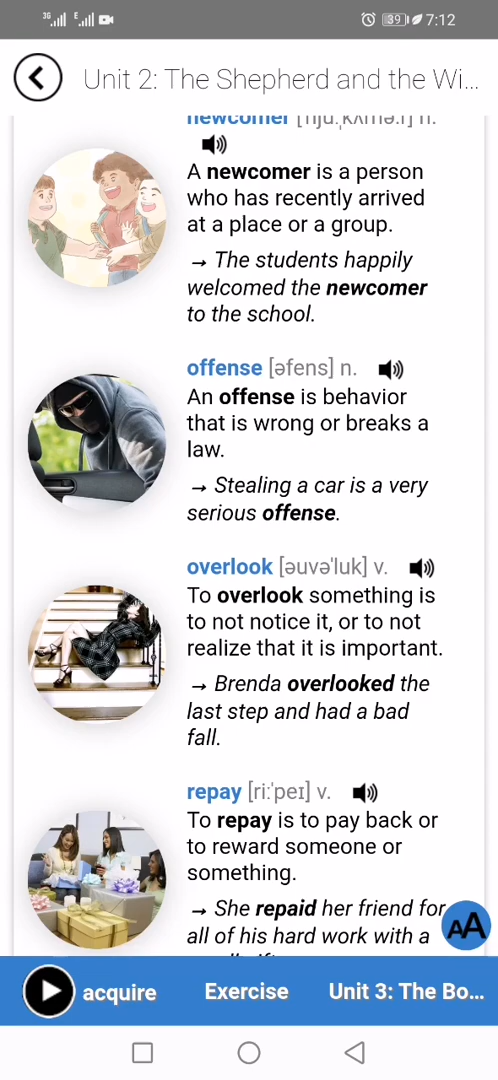 3G E 39 7:12
Unit 2: The Shepherd and the Wi...
newcomer
n.
A newcomer is a person
who has recently arrived
at a place or a group.
→ The students happily
welcomed the newcomer
to the school.
offense [əfens] n.
An offense is behavior
that is wrong or breaks a
law.
→ Stealing a car is a very
serious offense.
overlook [əuvə'luk] v.
To overlook something is
to not notice it, or to not
realize that it is important.
→ Brenda overlooked the
last step and had a bad
fall.
repay [ri:'peɪ] v.
To repay is to pay back or
to reward someone or
something.
→ She repaid her friend for
all of his hard work with a
AA
acquire Exercise Unit 3: The Bo...